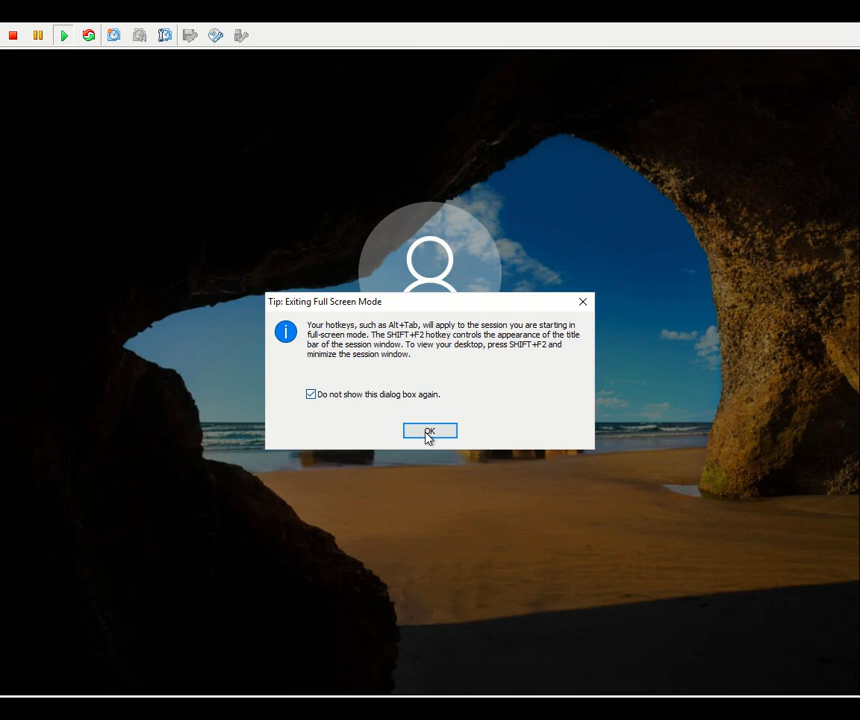 Tip: Exiting Full Screen Mode
Your hotkeys, such as Alt+Tab, will apply to the session you are starting in
full-screen mode. The SHIFT+F2 hotkey controls the appearance of the title
bar of the session window. To view your desktop, press SHIFT+F2 and
minimize the session window.
Do not show this dialog box again.
OK